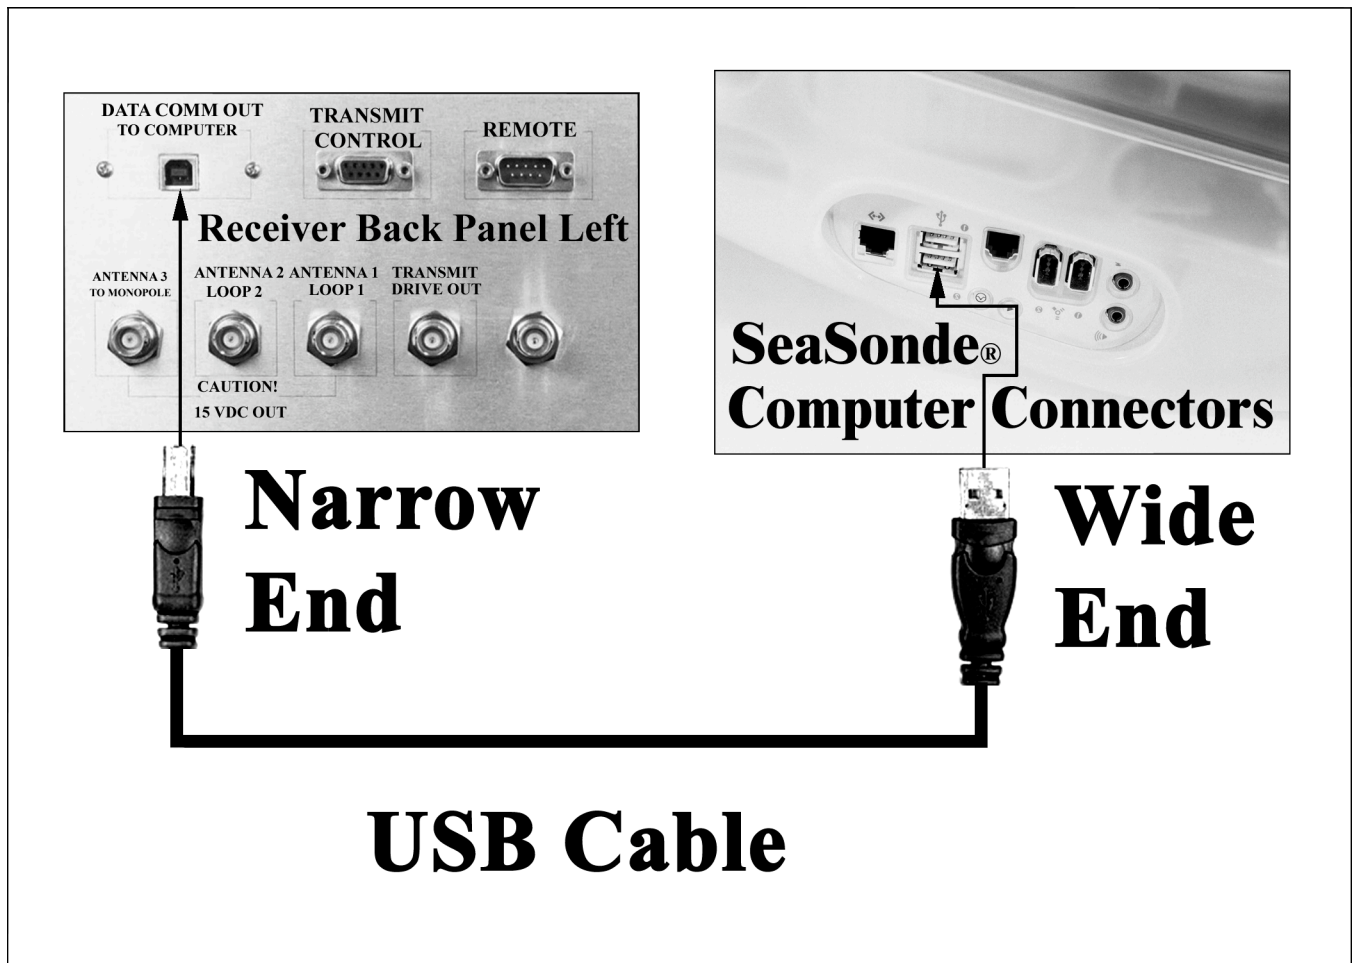 DATA COMM OUT
TO COMPUTER
TRANSMIT
CONTROL
REMOTE
Receiver Back Panel Left
ANTENNA 3
TO MONOPOLE
ANTENNA 2
LOOP 2
ANTENNA 1
LOOP 1
TRANSMIT
DRIVE OUT
CAUTION!
15 VDC OUT
SeaSonde®
Computer Connectors
Narrow
End
Wide
End
USB Cable